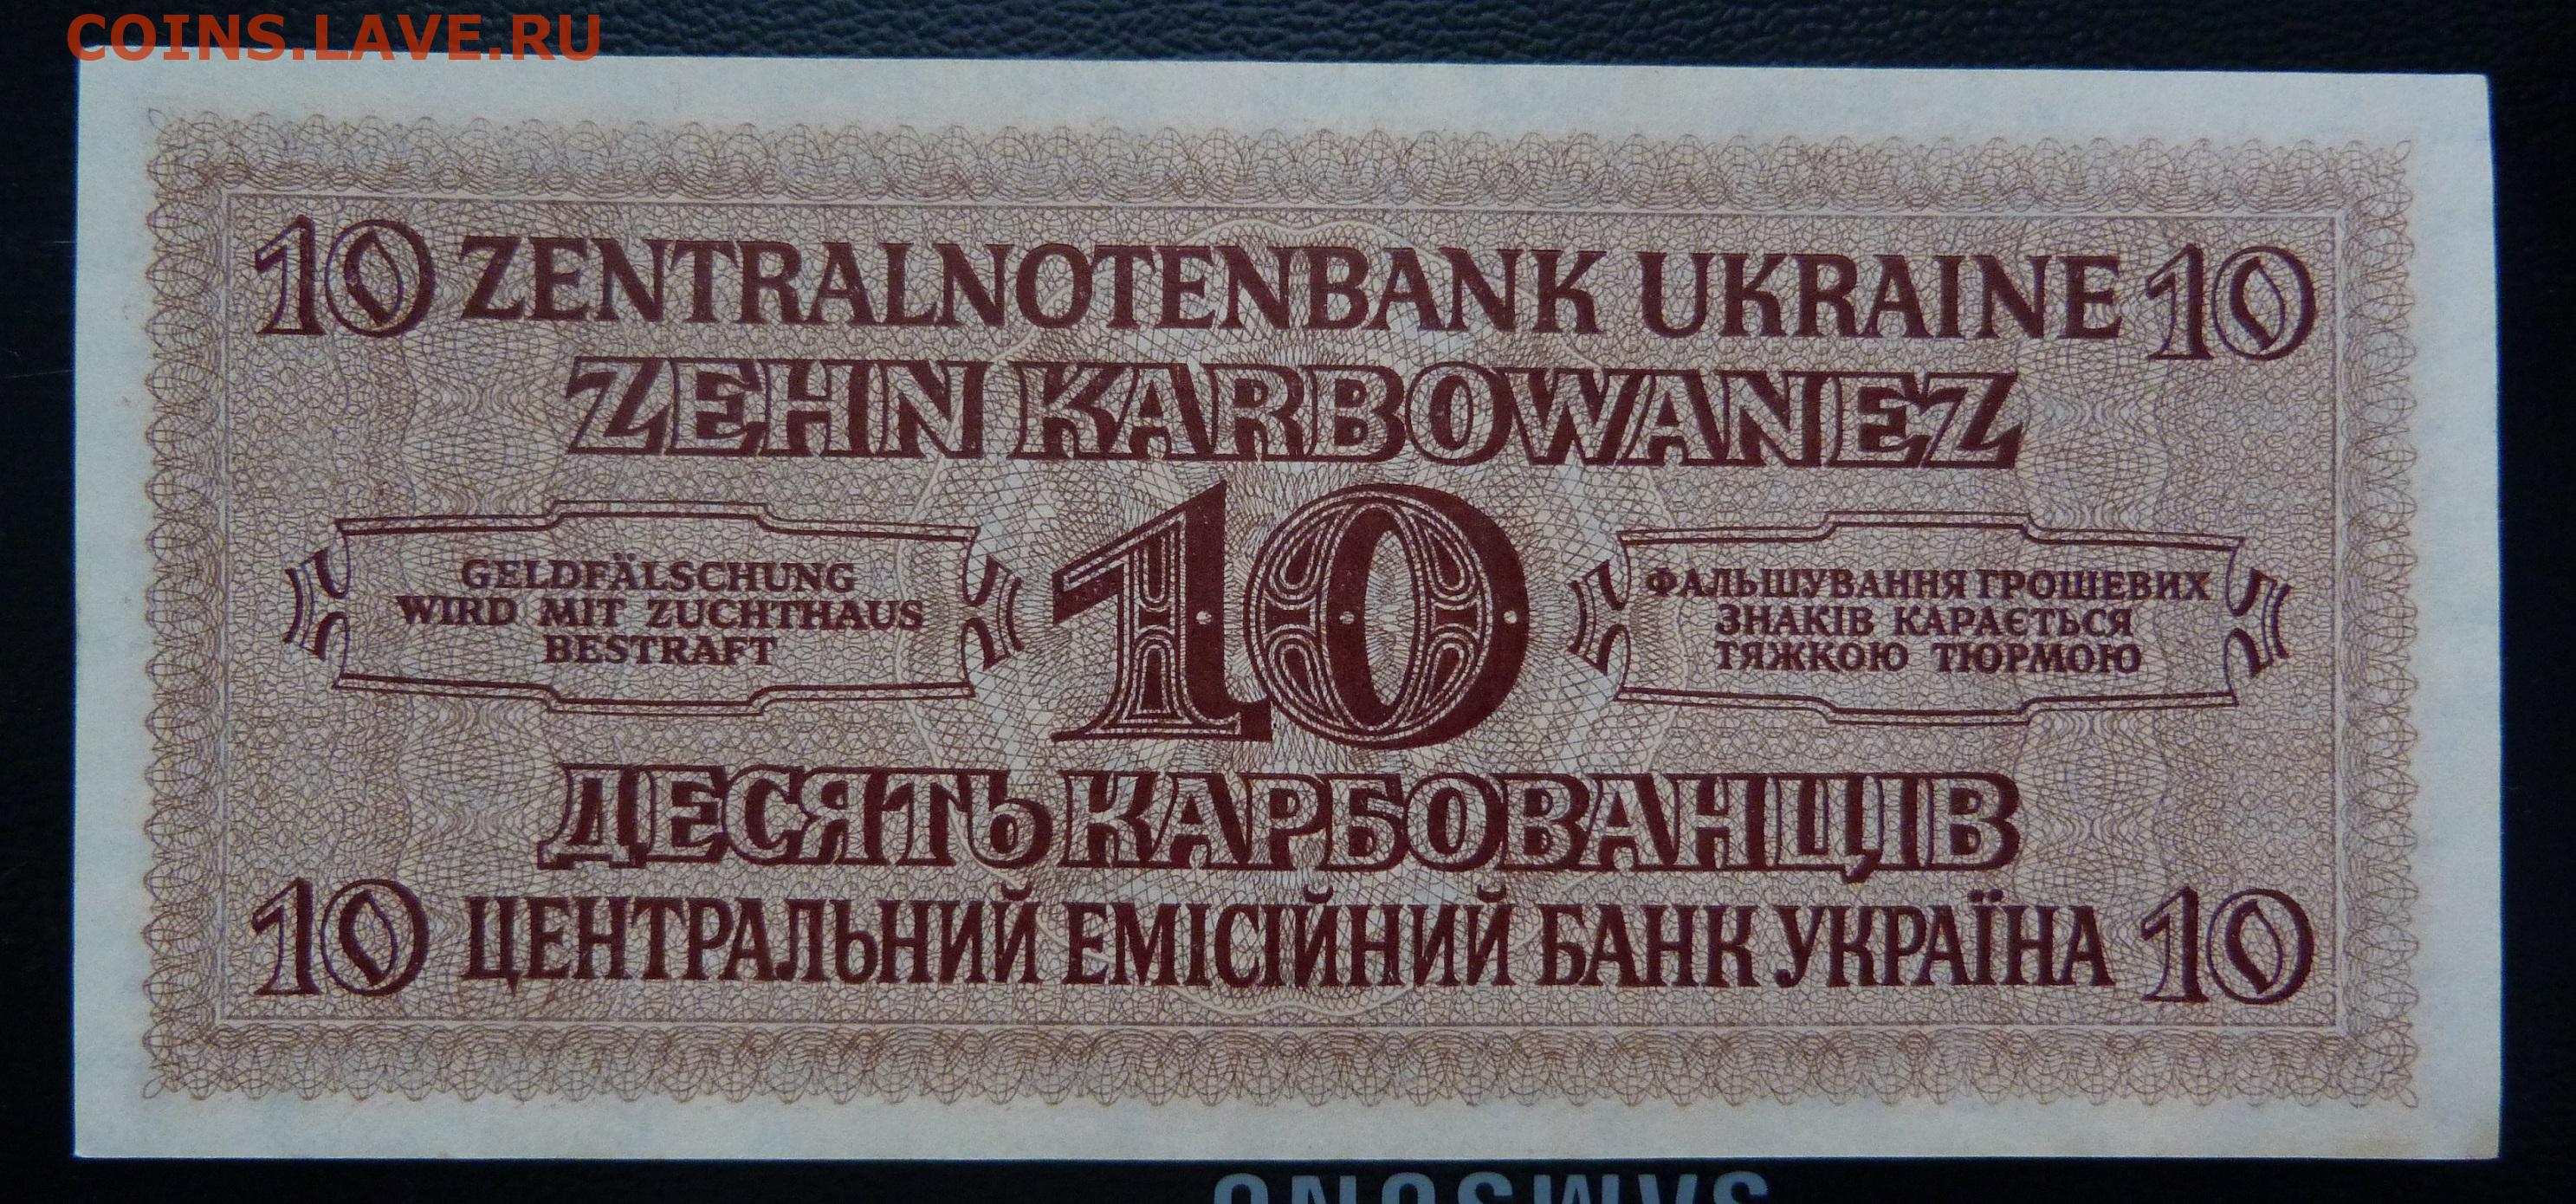 COINS.LAVE.RU
10 ZENTRALNOTENBANK UKRAINE 10
ZEHN KARBOWANEZ
GELDFÄLSCHUNG
WIRD MIT ZUCHTHAUS
BESTRAFT
10
ФАЛЬШУВАННЯ ГРОШЕВИХ
ЗНАКІВ КАРАЄТЬСЯ
ТЯЖКОЮ ТЮРМОЮ
ДЕСЯТЬ КАРБОВАНЦІВ
10 ЦЕНТРАЛЬНИЙ ЕМІСІЙНИЙ БАНК УКРАЇНА 10
SAMSUNG